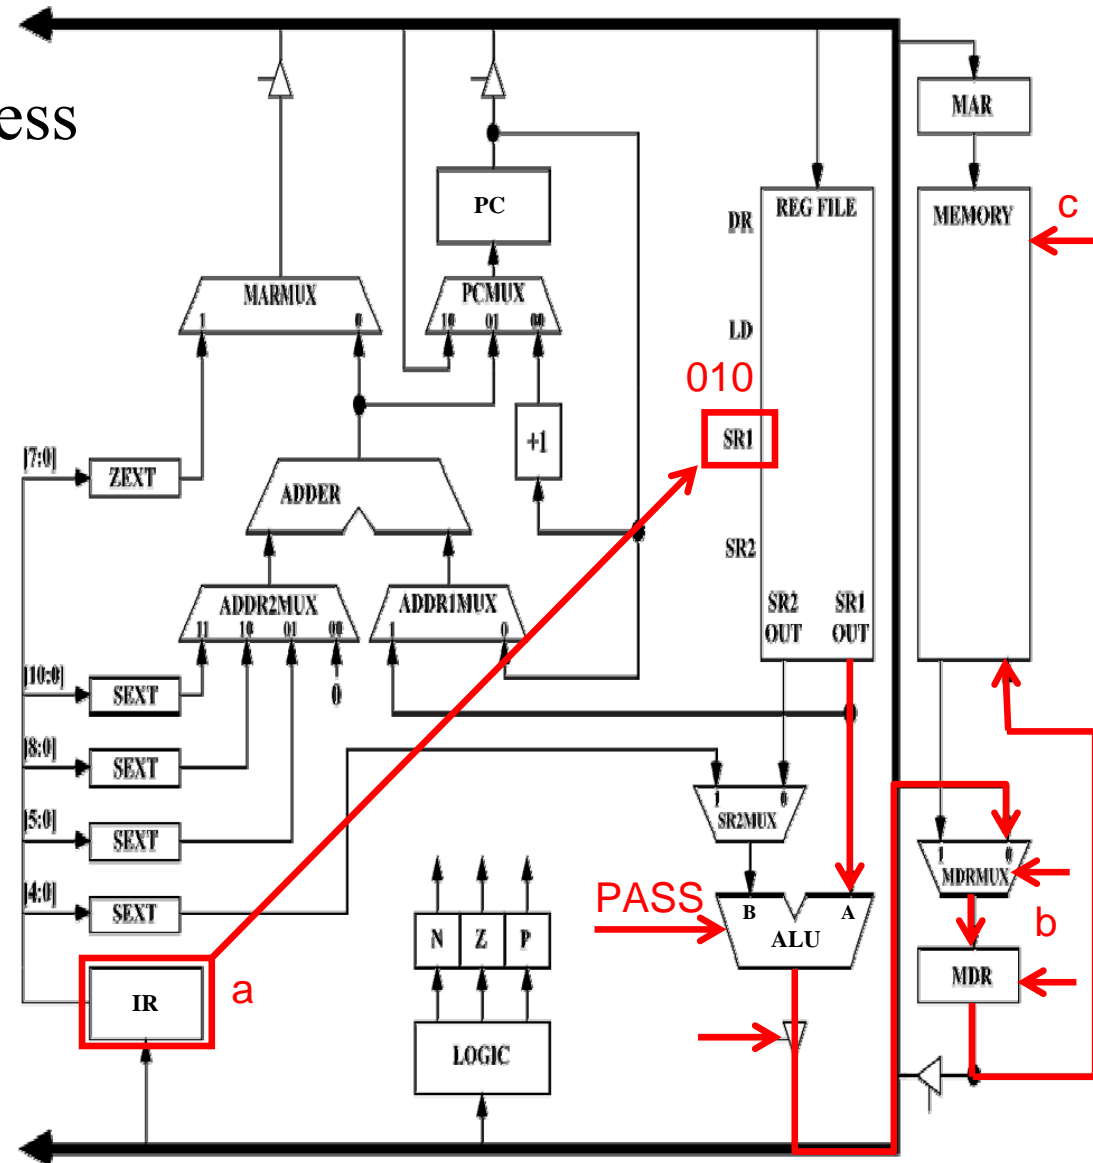 ess
MAR
PC
REG FILE
MEMORY
c
DR
MARMUX
1 0
PCMUX
10 01 00
LD
010
SR1
+1
[7:0]
ZEXT
ADDER
SR2
ADDR2MUX
11 10 01 00
ADDR1MUX
1 0
SR2 OUT
SR1 OUT
[10:0]
SEXT
0
[8:0]
SEXT
1 0
SR2MUX
[5:0]
SEXT
1 0
MDRMUX
[4:0]
SEXT
PASS
B A
ALU
b
N Z P
MDR
IR
a
LOGIC